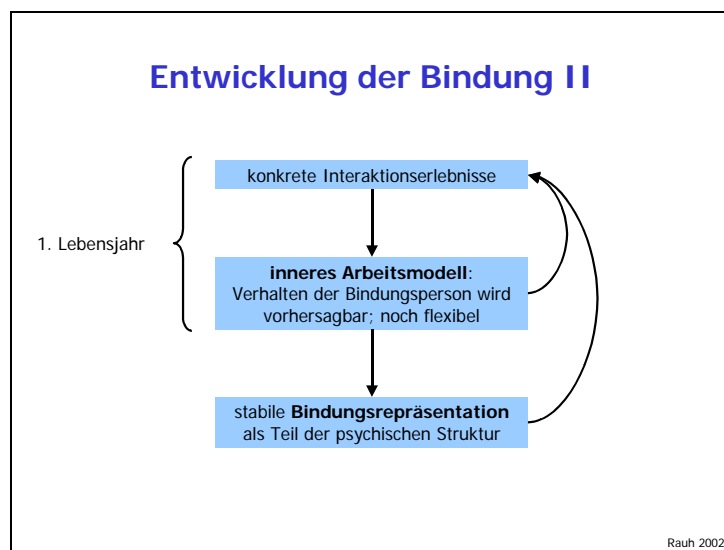 Entwicklung der Bindung II
konkrete Interaktionserlebnisse
1. Lebensjahr
inneres Arbeitsmodell:
Verhalten der Bindungsperson wird
vorhersagbar; noch flexibel
stabile Bindungsrepräsentation
als Teil der psychischen Struktur
Rauh 2002